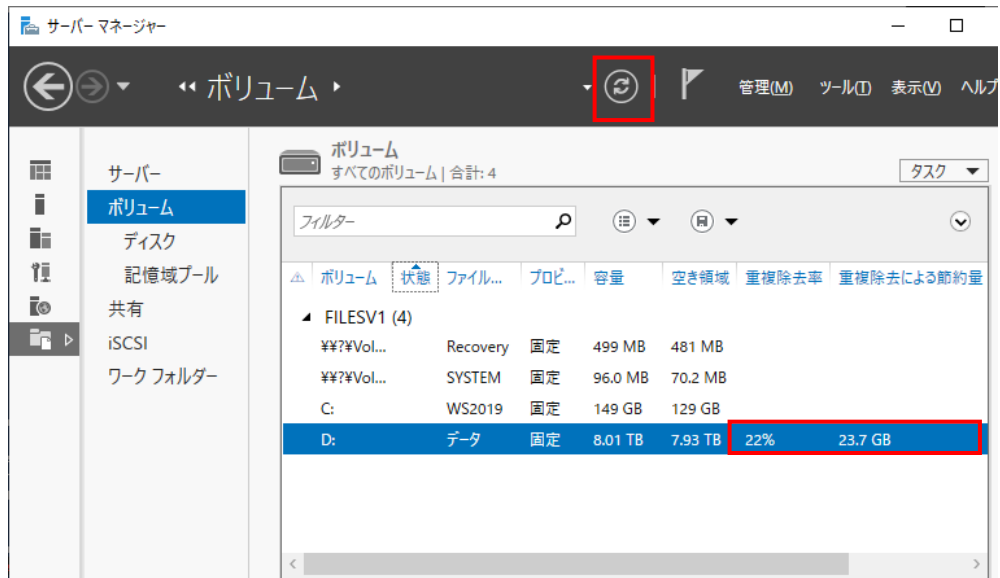 サーバー マネージャー
ボリューム
管理(M) ツール(T) 表示(V) ヘルプ
サーバー
ボリューム
ディスク
記憶域プール
共有
iSCSI
ワーク フォルダー
ボリューム
すべてのボリューム | 合計: 4
タスク
フィルター
ボリューム 状態 ファイル... プロビ... 容量 空き領域 重複除去率 重複除去による節約量
FILESV1 (4)
¥¥?¥Vol... Recovery 固定 499 MB 481 MB
¥¥?¥Vol... SYSTEM 固定 96.0 MB 70.2 MB
C: WS2019 固定 149 GB 129 GB
D: データ 固定 8.01 TB 7.93 TB 22% 23.7 GB